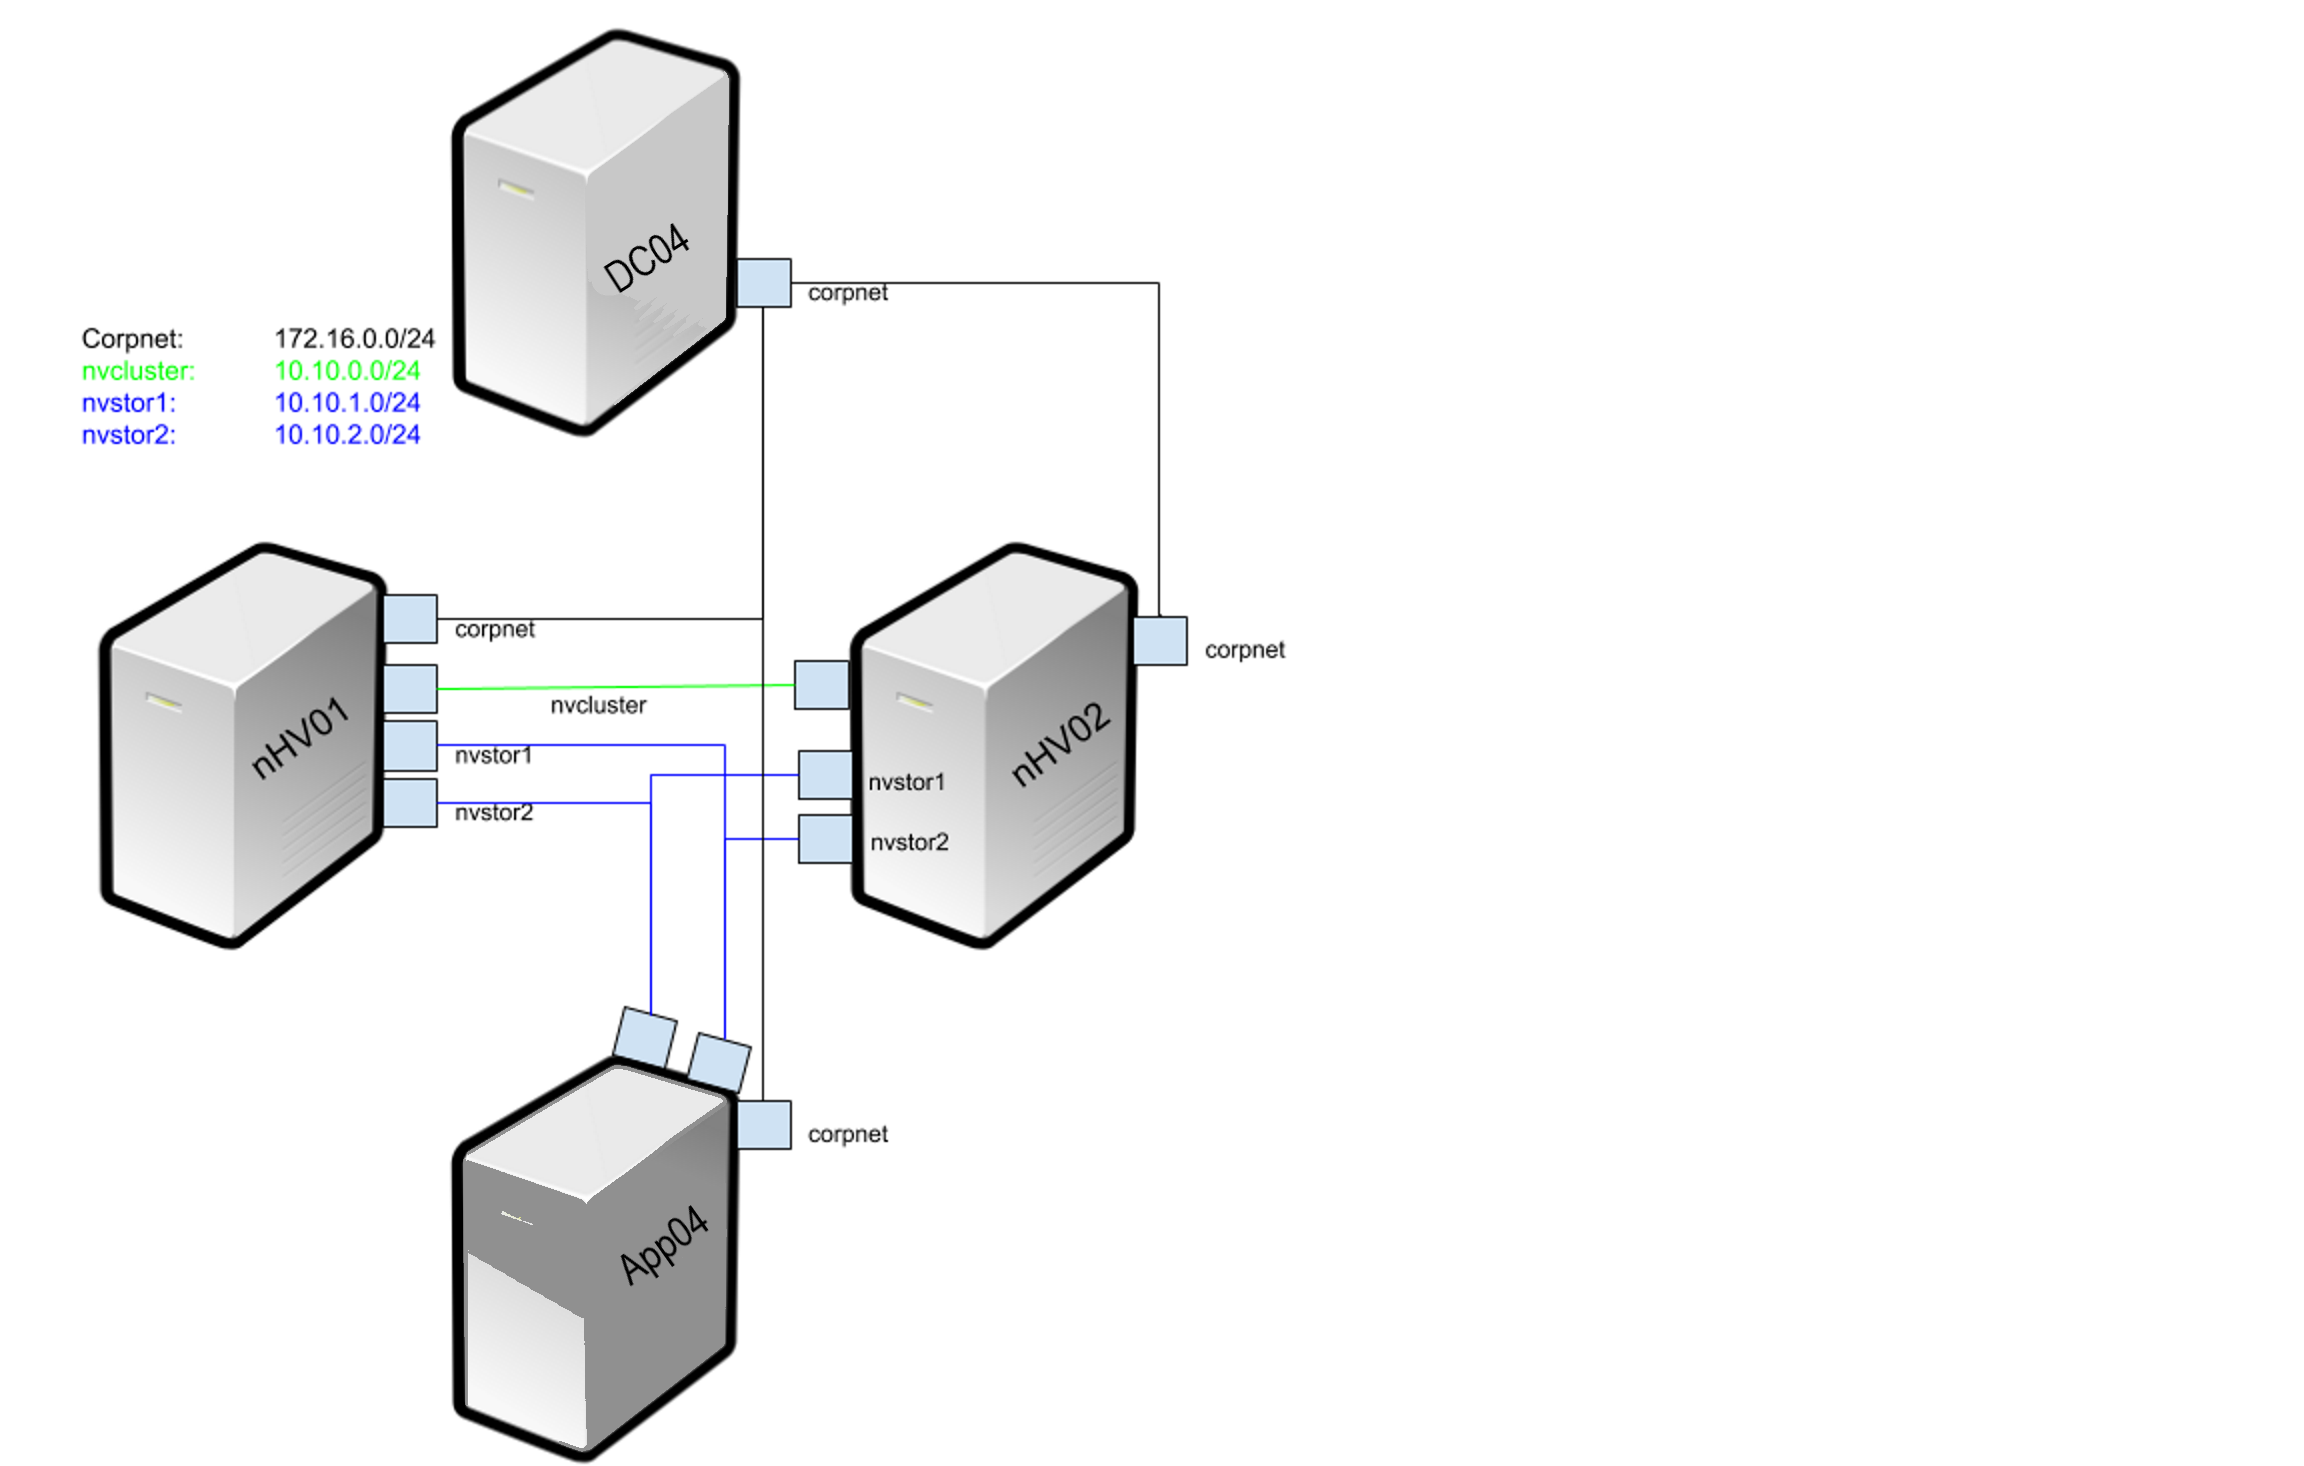 DC04
corpnet
Corpnet: 172.16.0.0/24
nvcluster: 10.10.0.0/24
nvstor1: 10.10.1.0/24
nvstor2: 10.10.2.0/24
nHV01
corpnet
nvcluster
nvstor1
nvstor2
nHV02
corpnet
nvstor1
nvstor2
App04
corpnet